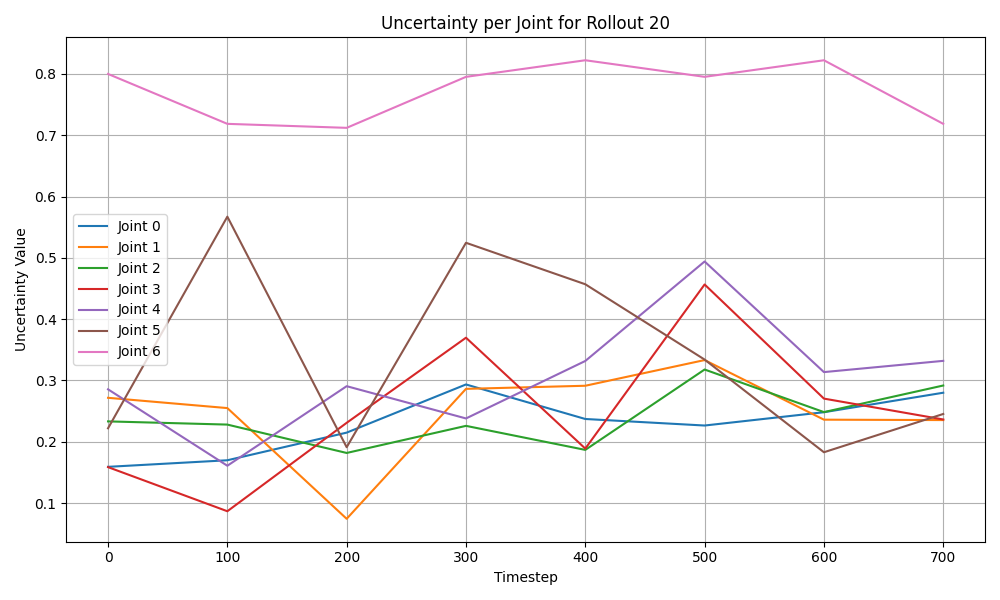 Uncertainty per Joint for Rollout 20
Uncertainty Value
0.8
0.7
0.6
0.5
0.4
0.3
0.2
0.1
Joint 0
Joint 1
Joint 2
Joint 3
Joint 4
Joint 5
Joint 6
0 100 200 300 400 500 600 700
Timestep